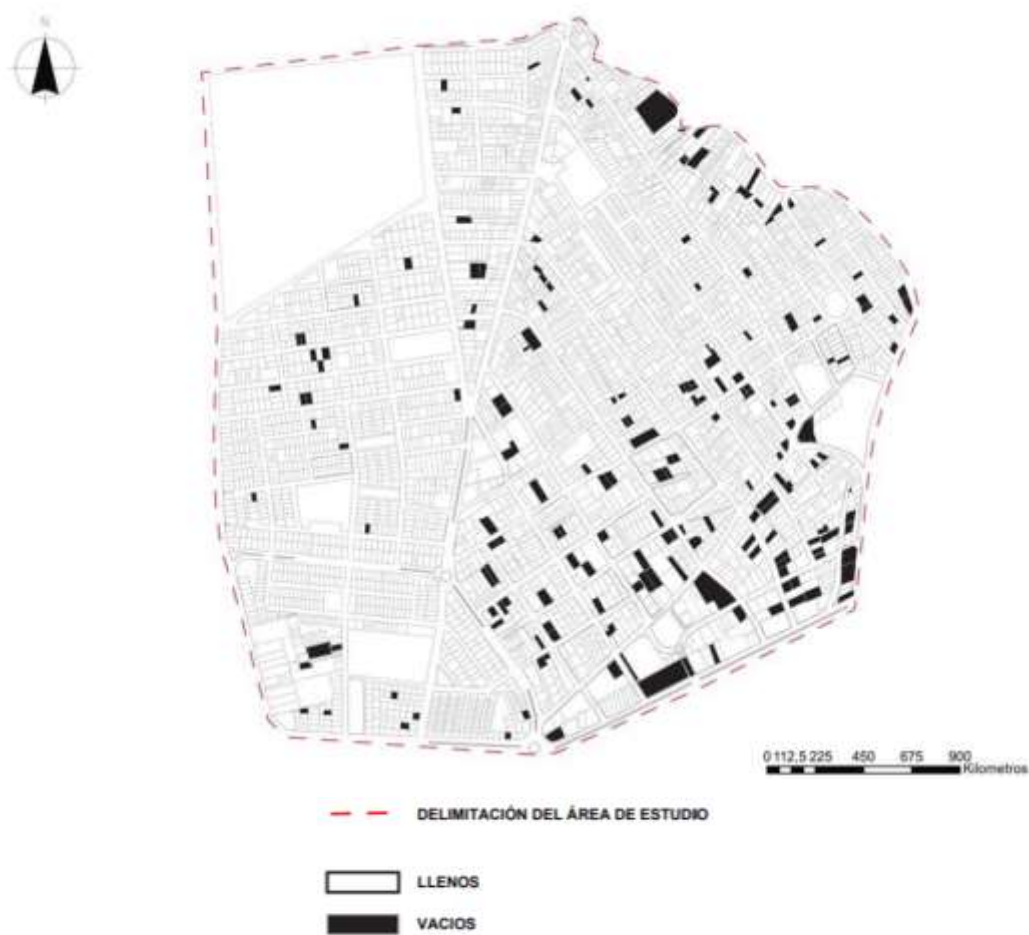 N
0 112,5 225 450 675 900
Kilometros
DELIMITACIÓN DEL ÁREA DE ESTUDIO
LLENOS
VACIOS